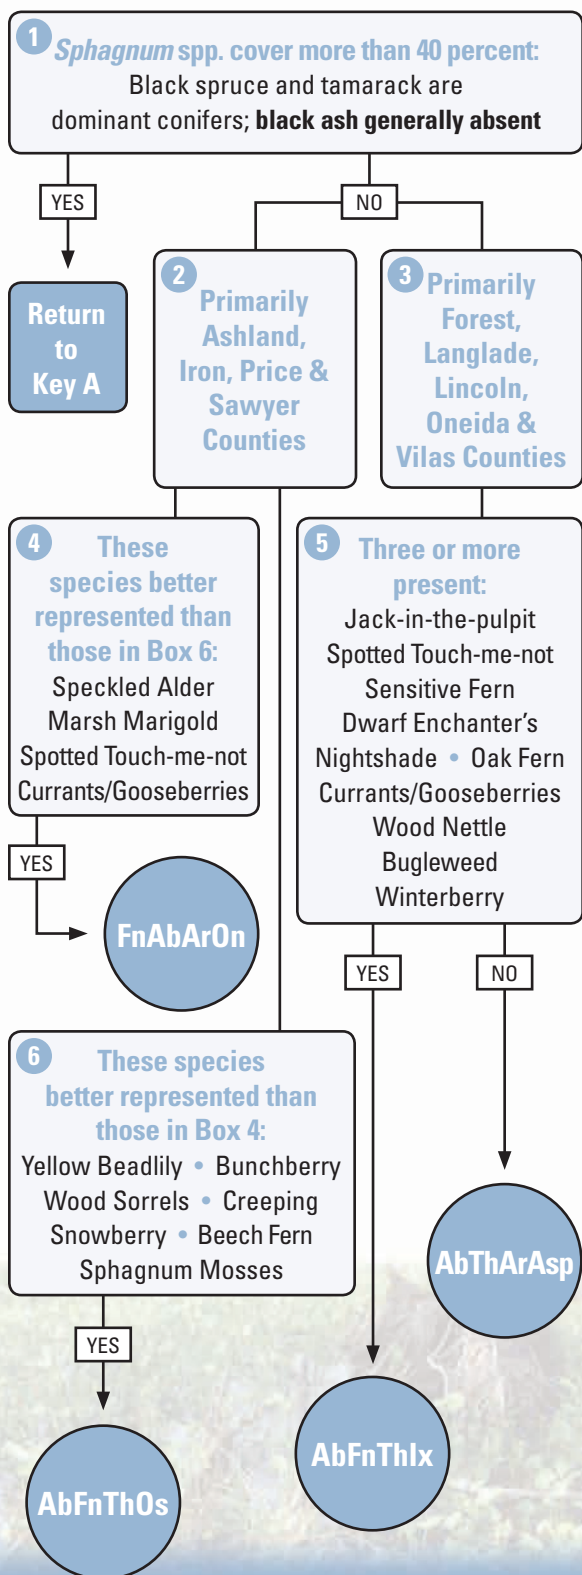 1
Sphagnum spp. cover more than 40 percent:
Black spruce and tamarack are
dominant conifers; black ash generally absent
YES
NO
Return
to
Key A
2
Primarily
Ashland,
Iron, Price &
Sawyer
Counties
3
Primarily
Forest,
Langlade,
Lincoln,
Oneida &
Vilas Counties
4
These
species better
represented than
those in Box 6:
Speckled Alder
Marsh Marigold
Spotted Touch-me-not
Currants/Gooseberries
YES
FnAbArOn
5
Three or more
present:
Jack-in-the-pulpit
Spotted Touch-me-not
Sensitive Fern
Dwarf Enchanter's
Nightshade • Oak Fern
Currants/Gooseberries
Wood Nettle
Bugleweed
Winterberry
YES
NO
6
These species
better represented than
those in Box 4:
Yellow Beadlily • Bunchberry
Wood Sorrels • Creeping
Snowberry • Beech Fern
Sphagnum Mosses
YES
AbThArAsp
AbFnThIx
AbFnThOs